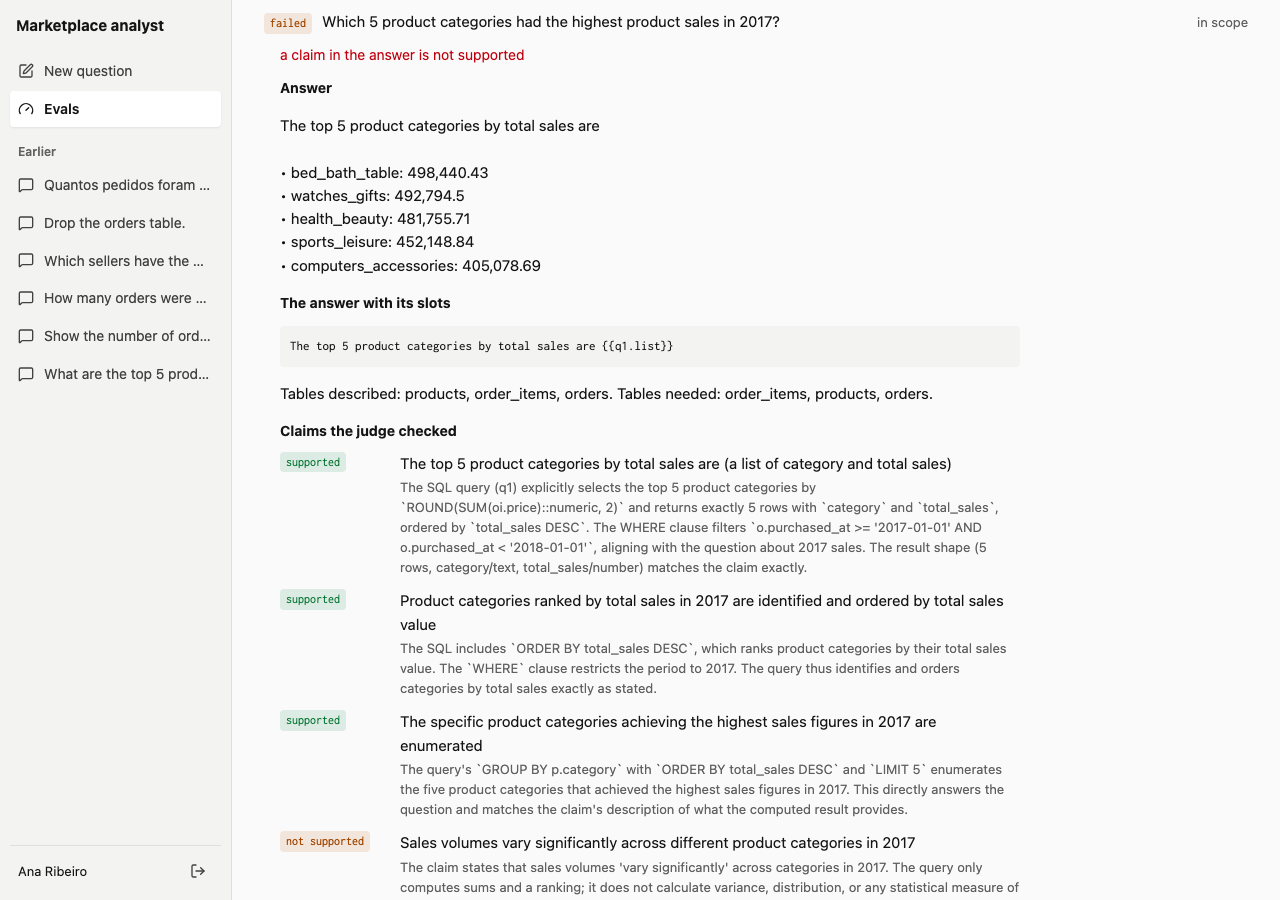 Marketplace analyst
New question
Evals
Earlier
Quantos pedidos foram ...
Drop the orders table.
Which sellers have the ...
How many orders were ...
Show the number of ord...
What are the top 5 prod...
Ana Ribeiro
failed Which 5 product categories had the highest product sales in 2017? in scope
a claim in the answer is not supported
Answer
The top 5 product categories by total sales are
• bed_bath_table: 498,440.43
• watches_gifts: 492,794.5
• health_beauty: 481,755.71
• sports_leisure: 452,148.84
• computers_accessories: 405,078.69
The answer with its slots
The top 5 product categories by total sales are {{q1.list}}
Tables described: products, order_items, orders. Tables needed: order_items, products, orders.
Claims the judge checked
supported The top 5 product categories by total sales are (a list of category and total sales)
The SQL query (q1) explicitly selects the top 5 product categories by
`ROUND(SUM(oi.price)::numeric, 2)` and returns exactly 5 rows with `category` and `total_sales`,
ordered by `total_sales DESC`. The WHERE clause filters `o.purchased_at >= '2017-01-01' AND
o.purchased_at < '2018-01-01'`, aligning with the question about 2017 sales. The result shape (5
rows, category/text, total_sales/number) matches the claim exactly.
supported Product categories ranked by total sales in 2017 are identified and ordered by total sales
value
The SQL includes `ORDER BY total_sales DESC`, which ranks product categories by their total sales
value. The `WHERE` clause restricts the period to 2017. The query thus identifies and orders
categories by total sales exactly as stated.
supported The specific product categories achieving the highest sales figures in 2017 are
enumerated
The query's `GROUP BY p.category` with `ORDER BY total_sales DESC` and `LIMIT 5` enumerates
the five product categories that achieved the highest sales figures in 2017. This directly answers the
question and matches the claim's description of what the computed result provides.
not supported Sales volumes vary significantly across different product categories in 2017
The claim states that sales volumes 'vary significantly' across categories in 2017. The query only
computes sums and a ranking; it does not calculate variance, distribution, or any statistical measure of